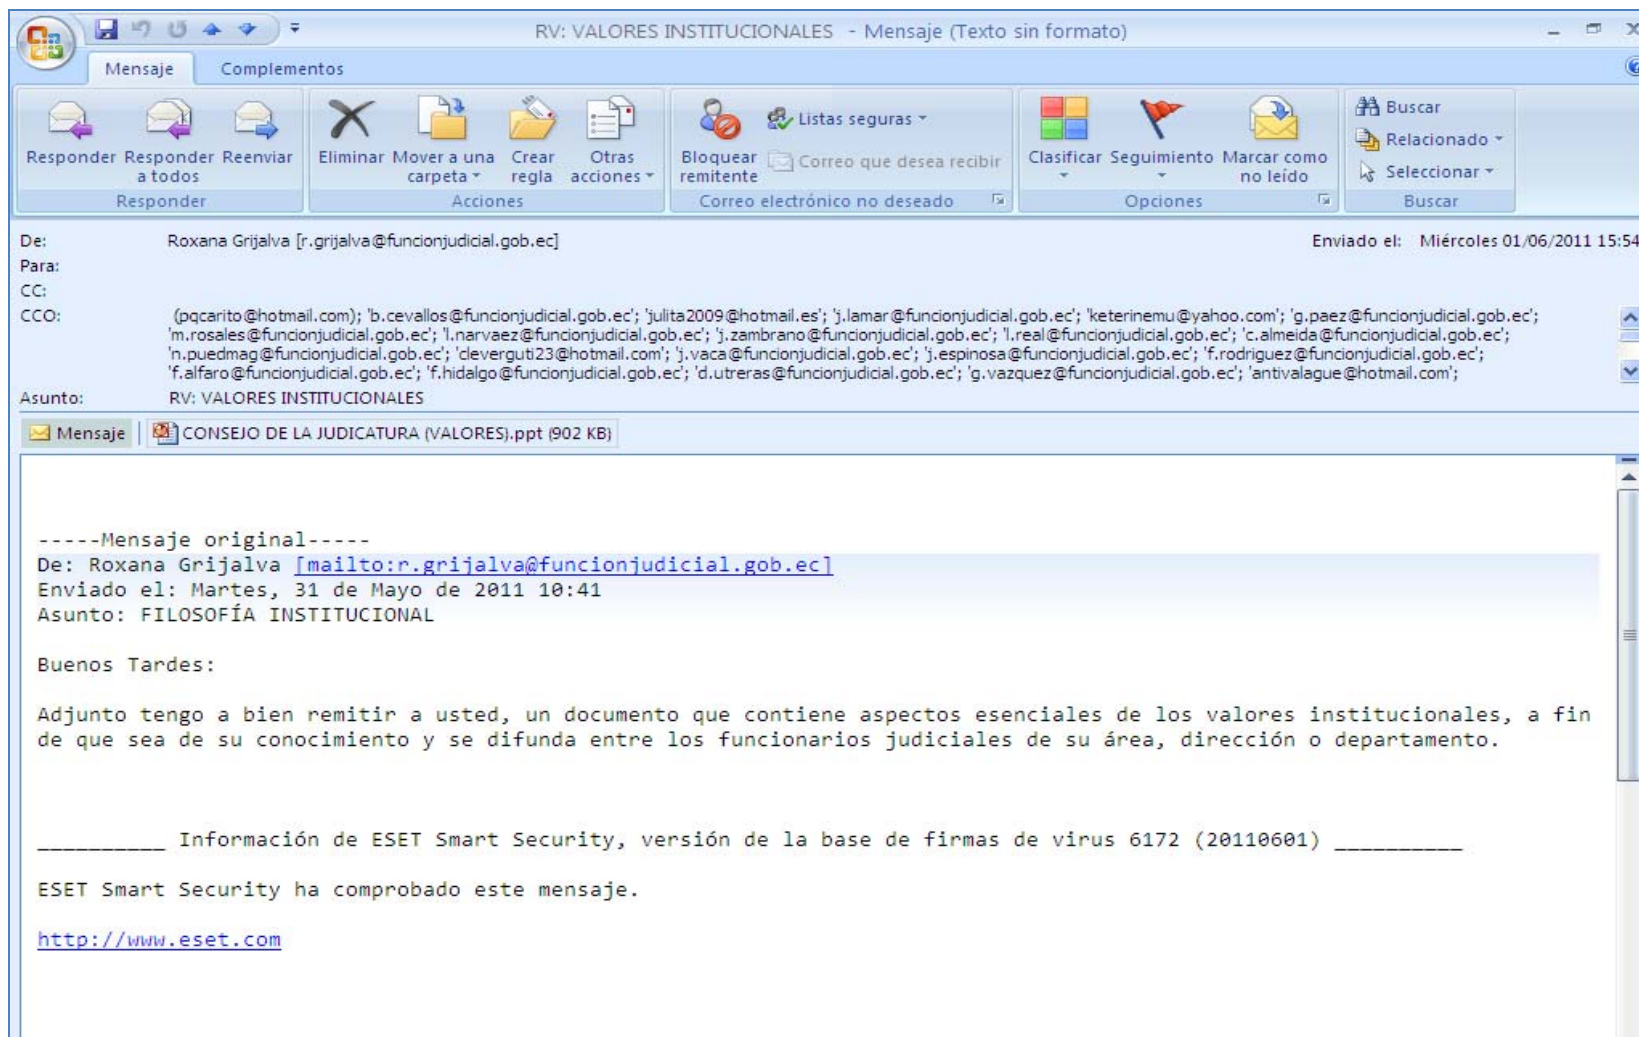 RV: VALORES INSTITUCIONALES - Mensaje (Texto sin formato)
Mensaje Complementos
Responder Responder a todos Reenviar
Responder
Eliminar Mover a una carpeta Crear regla Otras acciones
Acciones
Bloquear remitente Listas seguras Correo que desea recibir
Correo electrónico no deseado
Clasificar Seguimiento Marcar como no leído
Opciones
Buscar
Relacionado
Seleccionar
Buscar
De: Roxana Grijalva [r.grijalva@funcionjudicial.gob.ec] Enviado el: Miércoles 01/06/2011 15:54
Para:
CC:
CCO: (pqcarito@hotmail.com); 'b.cevallos@funcionjudicial.gob.ec'; 'julita2009@hotmail.es'; 'j.lamar@funcionjudicial.gob.ec'; 'keterinemu@yahoo.com'; 'g.paez@funcionjudicial.gob.ec';
'm.rosales@funcionjudicial.gob.ec'; 'l.narvaez@funcionjudicial.gob.ec'; 'j.zambrano@funcionjudicial.gob.ec'; 'l.real@funcionjudicial.gob.ec'; 'c.almeida@funcionjudicial.gob.ec';
'n.puedmag@funcionjudicial.gob.ec'; 'cleverguti23@hotmail.com'; 'j.vaca@funcionjudicial.gob.ec'; 'j.espinosa@funcionjudicial.gob.ec'; 'f.rodriguez@funcionjudicial.gob.ec';
'f.alfaro@funcionjudicial.gob.ec'; 'f.hidalgo@funcionjudicial.gob.ec'; 'd.utreras@funcionjudicial.gob.ec'; 'g.vazquez@funcionjudicial.gob.ec'; 'antivalague@hotmail.com';
Asunto: RV: VALORES INSTITUCIONALES
Mensaje CONSEJO DE LA JUDICATURA (VALORES).ppt (902 KB)
-----Mensaje original-----
De: Roxana Grijalva [mailto:r.grijalva@funcionjudicial.gob.ec]
Enviado el: Martes, 31 de Mayo de 2011 10:41
Asunto: FILOSOFÍA INSTITUCIONAL
Buenos Tardes:
Adjunto tengo a bien remitir a usted, un documento que contiene aspectos esenciales de los valores institucionales, a fin
de que sea de su conocimiento y se difunda entre los funcionarios judiciales de su área, dirección o departamento.
__________ Información de ESET Smart Security, versión de la base de firmas de virus 6172 (20110601) __________
ESET Smart Security ha comprobado este mensaje.
http://www.eset.com